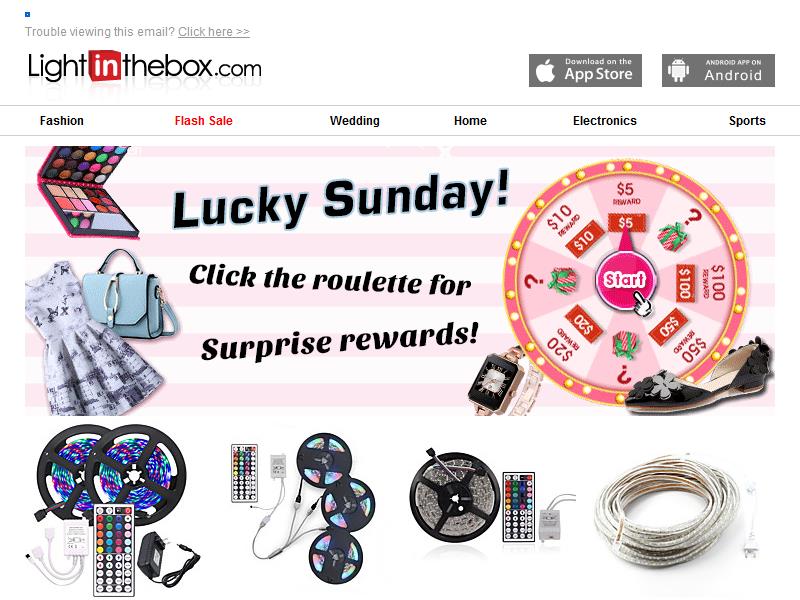 Trouble viewing this email? Click here >>
Lightinthebox.com
Download on the
App Store
ANDROID APP ON
Android
Fashion
Flash Sale
Wedding
Home
Electronics
Sports
Lucky Sunday!
Click the roulette for
Surprise rewards!
$5
REWARD
$5
?
$100
REWARD
$100
$50
REWARD
$50
?
$20
REWARD
$20
?
$10
REWARD
$10
Start